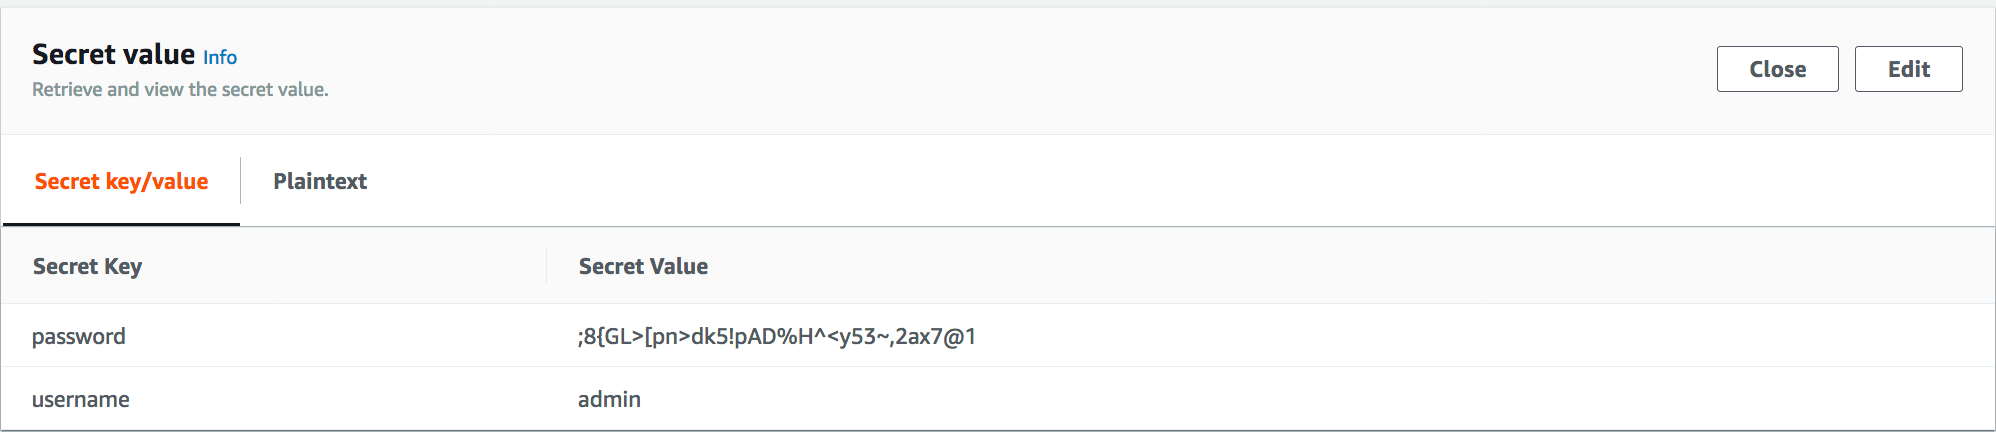 Secret value Info
Retrieve and view the secret value.
Close Edit
Secret key/value Plaintext
Secret Key Secret Value
password ;8{GL>[pn>dk5!pAD%H^<y53~,2ax7@1
username admin